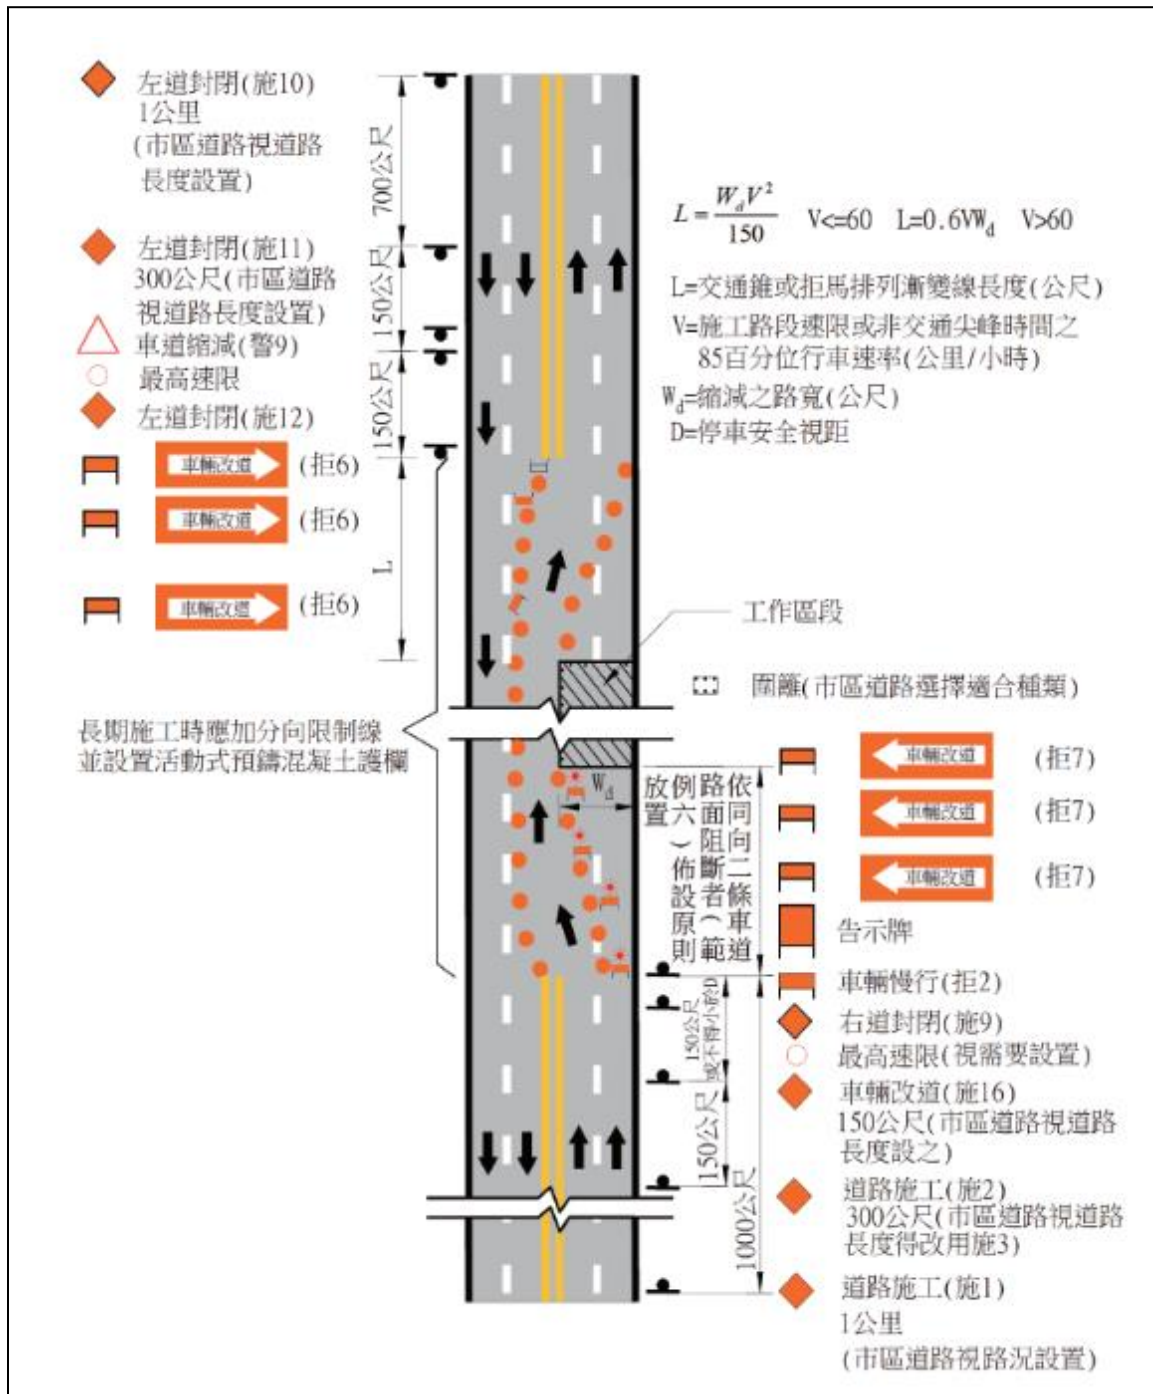 左道封閉(施10)
1公里
(市區道路視道路
長度設置)
左道封閉(施11)
300公尺(市區道路
視道路長度設置)
車道縮減(警9)
最高速限
左道封閉(施12)
車輛改道 (拒6)
車輛改道 (拒6)
車輛改道 (拒6)
長期施工時應加分向限制線
並設置活動式預鑄混凝土護欄
700公尺
150公尺
150公尺
L
L=WdV²/150 V<=60 L=0.6VWd V>60
L=交通錐或拒馬排列漸變線長度(公尺)
V=施工路段速限或非交通尖峰時間之
85百分位行車速率(公里/小時)
Wd=縮減之路寬(公尺)
D=停車安全視距
工作區段
圍籬(市區道路選擇適合種類)
Wd
依同向二條車道
路面阻斷者)範
例六(佈設原則
放置
車輛改道 (拒7)
車輛改道 (拒7)
車輛改道 (拒7)
告示牌
車輛慢行(拒2)
右道封閉(施9)
最高速限(視需要設置)
車輛改道(施16)
150公尺(市區道路視道路
長度設之)
道路施工(施2)
300公尺(市區道路視道路
長度得改用施3)
道路施工(施1)
1公里
(市區道路視路況設置)
150公尺
或不得小於D
150公尺
1000公尺